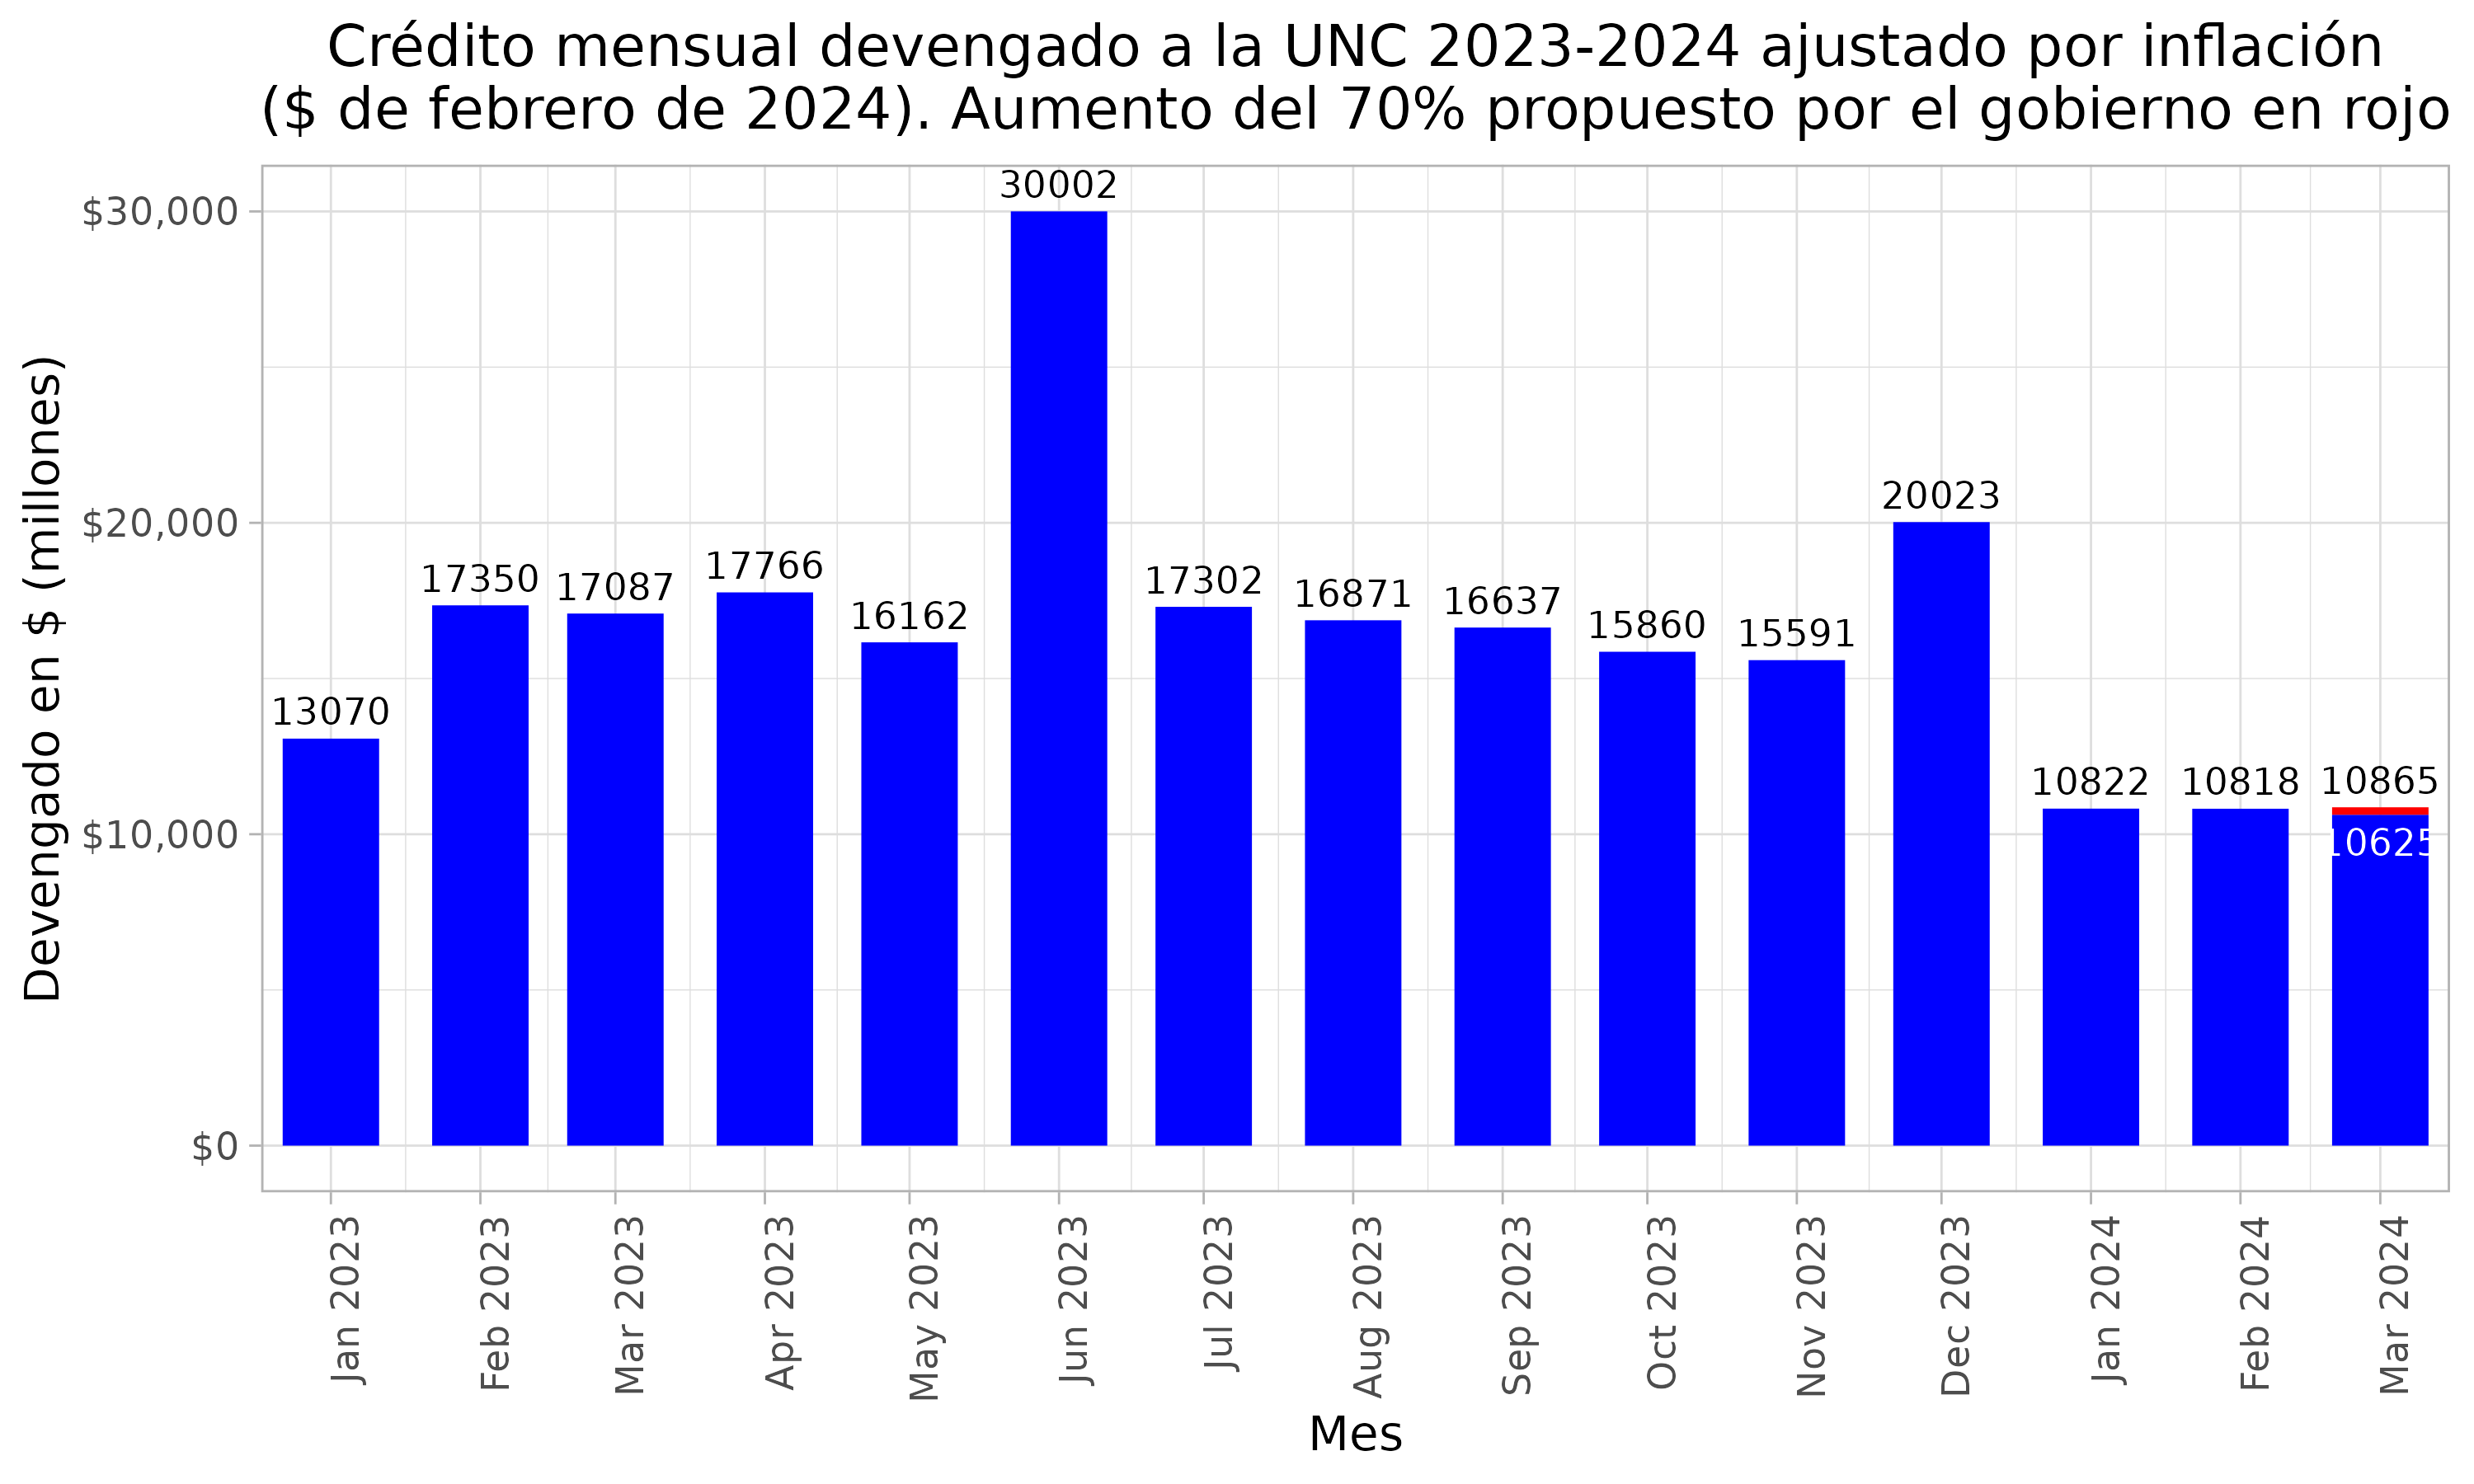 Crédito mensual devengado a la UNC 2023-2024 ajustado por inflación
($ de febrero de 2024). Aumento del 70% propuesto por el gobierno en rojo
Devengado en $ (millones)
$30,000
$20,000
$10,000
$0
13070
17350
17087
17766
16162
30002
17302
16871
16637
15860
15591
20023
10822
10818
10865
10625
Jan 2023
Feb 2023
Mar 2023
Apr 2023
May 2023
Jun 2023
Jul 2023
Aug 2023
Sep 2023
Oct 2023
Nov 2023
Dec 2023
Jan 2024
Feb 2024
Mar 2024
Mes